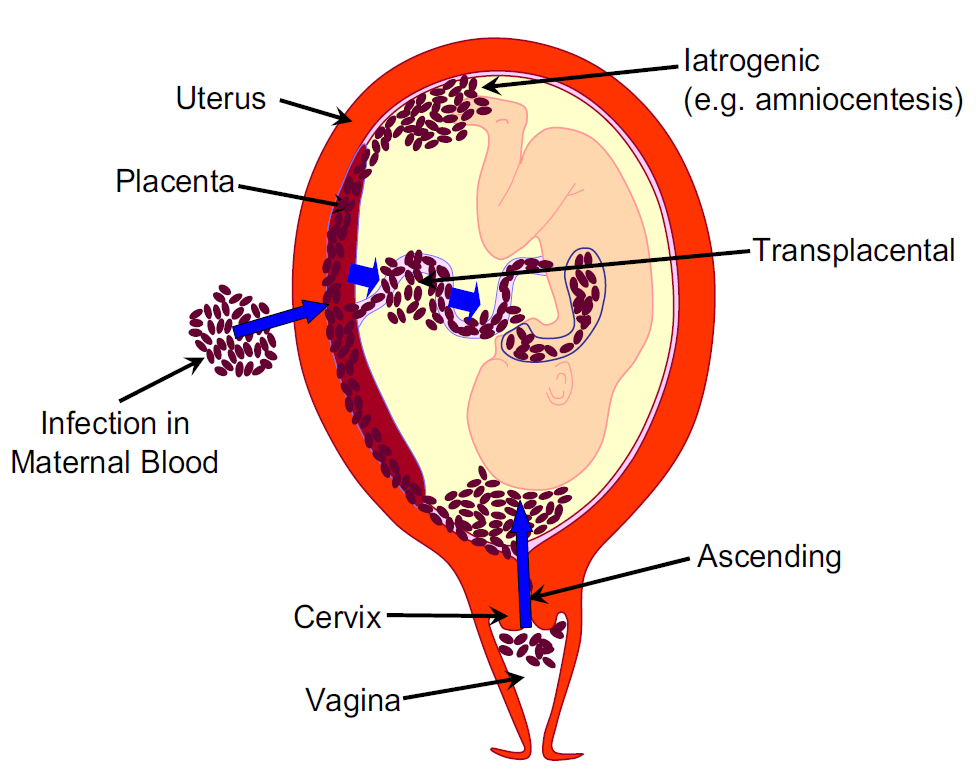 Iatrogenic
(e.g. amniocentesis)
Uterus
Placenta
Transplacental
Infection in
Maternal Blood
Ascending
Cervix
Vagina